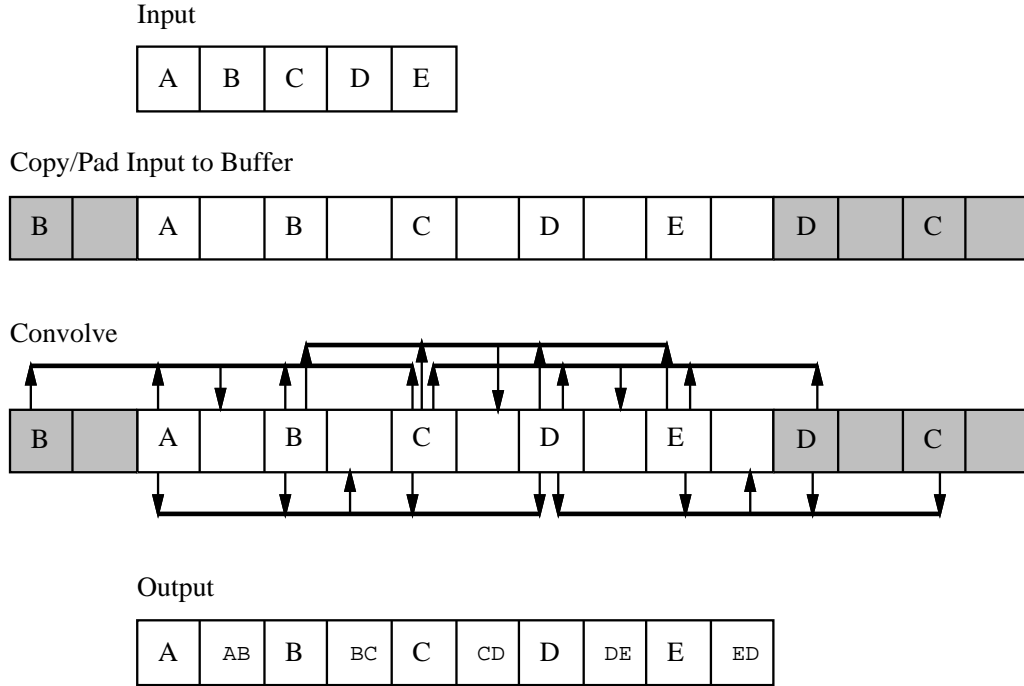 Input
A B C D E
Copy/Pad Input to Buffer
B A B C D E D C
Convolve
B A B C D E D C
Output
A AB B BC C CD D DE E ED